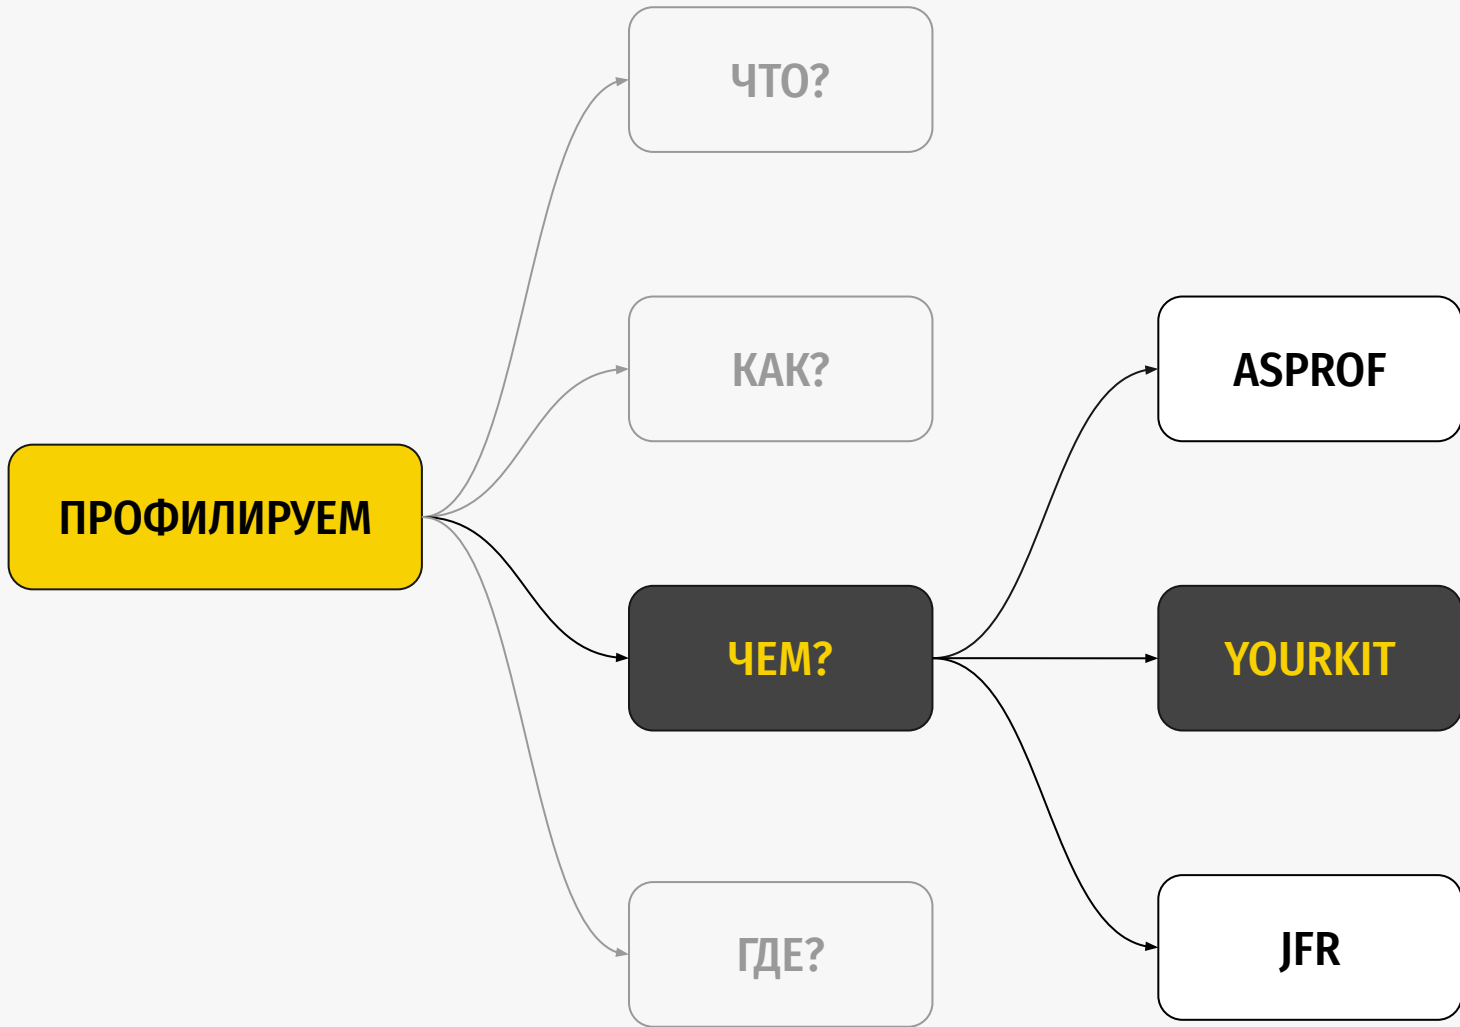 ПРОФИЛИРУЕМ
ЧТО?
КАК?
ЧЕМ?
ГДЕ?
ASPROF
YOURKIT
JFR